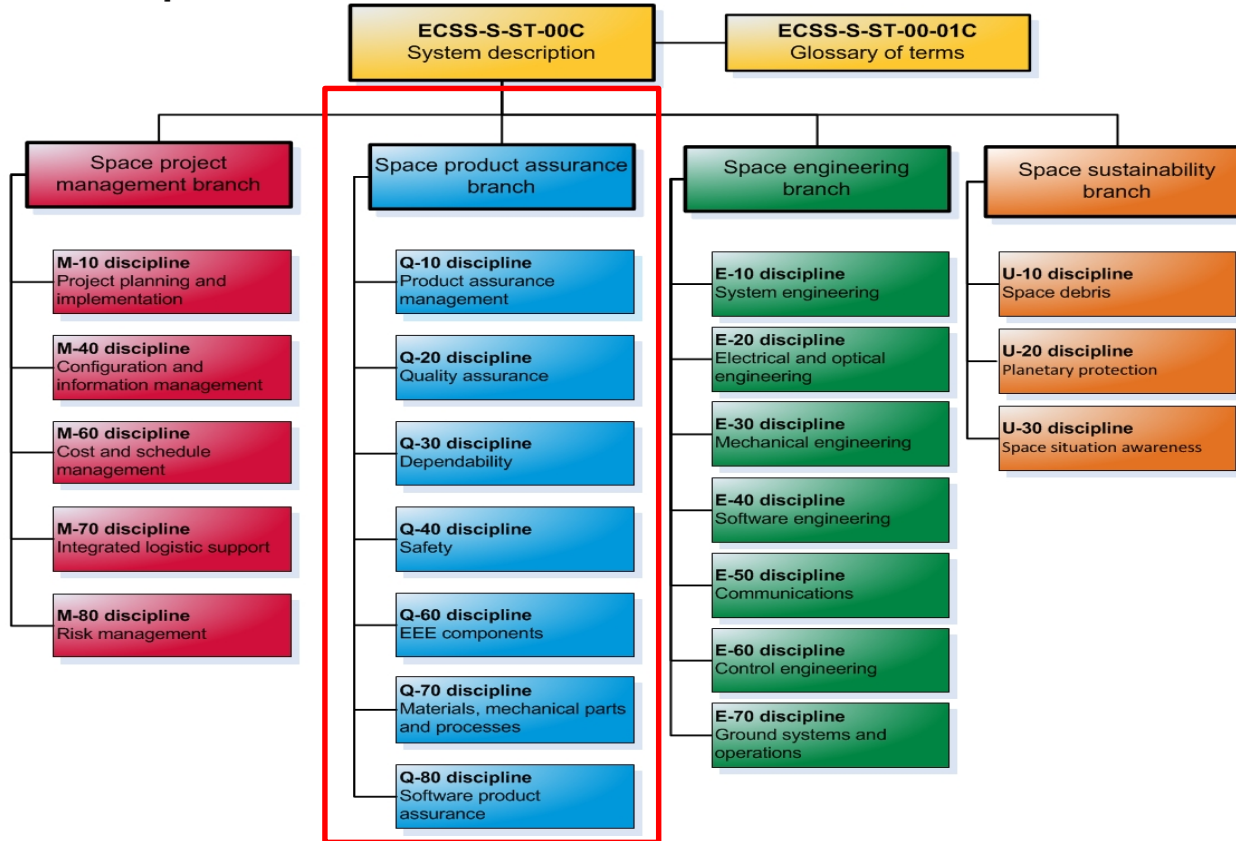 ECSS-S-ST-00C
System description
ECSS-S-ST-00-01C
Glossary of terms
Space project
management branch
M-10 discipline
Project planning and
implementation
M-40 discipline
Configuration and
information management
M-60 discipline
Cost and schedule
management
M-70 discipline
Integrated logistic support
M-80 discipline
Risk management
Space product assurance
branch
Q-10 discipline
Product assurance
management
Q-20 discipline
Quality assurance
Q-30 discipline
Dependability
Q-40 discipline
Safety
Q-60 discipline
EEE components
Q-70 discipline
Materials, mechanical parts
and processes
Q-80 discipline
Software product
assurance
Space engineering
branch
E-10 discipline
System engineering
E-20 discipline
Electrical and optical
engineering
E-30 discipline
Mechanical engineering
E-40 discipline
Software engineering
E-50 discipline
Communications
E-60 discipline
Control engineering
E-70 discipline
Ground systems and
operations
Space sustainability
branch
U-10 discipline
Space debris
U-20 discipline
Planetary protection
U-30 discipline
Space situation awareness